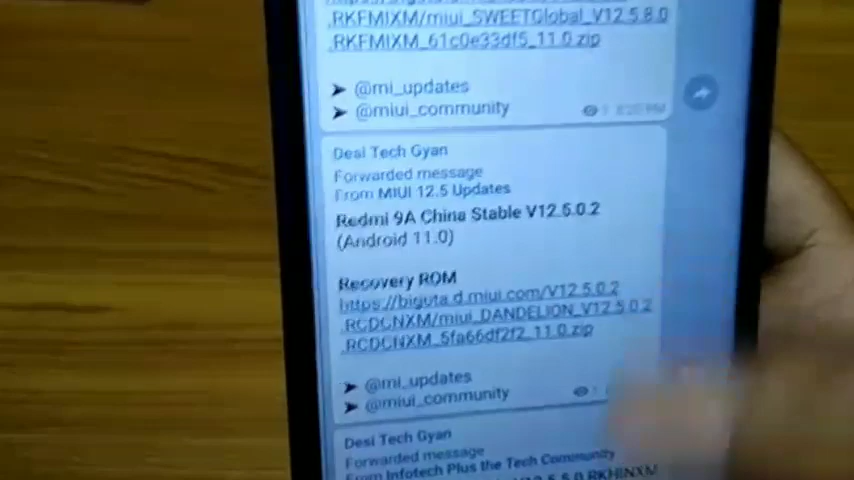 .RKFMIXM/miui_SWEETGlobal_V12.5.8.0
.RKFMIXM_61c0e33df5_11.0.zip
➤ @mi_updates
➤ @miui_community
8:20 PM
Desi Tech Gyan
Forwarded message
From MIUI 12.5 Updates
Redmi 9A China Stable V12.5.0.2
(Android 11.0)
Recovery ROM
https://bigota.d.miui.com/V12.5.0.2
.RCDCNXM/miui_DANDELION_V12.5.0.2
.RCDCNXM_5fa66df2f2_11.0.zip
➤ @mi_updates
➤ @miui_community
Desi Tech Gyan
Forwarded message
From Infotech Plus the Tech Community